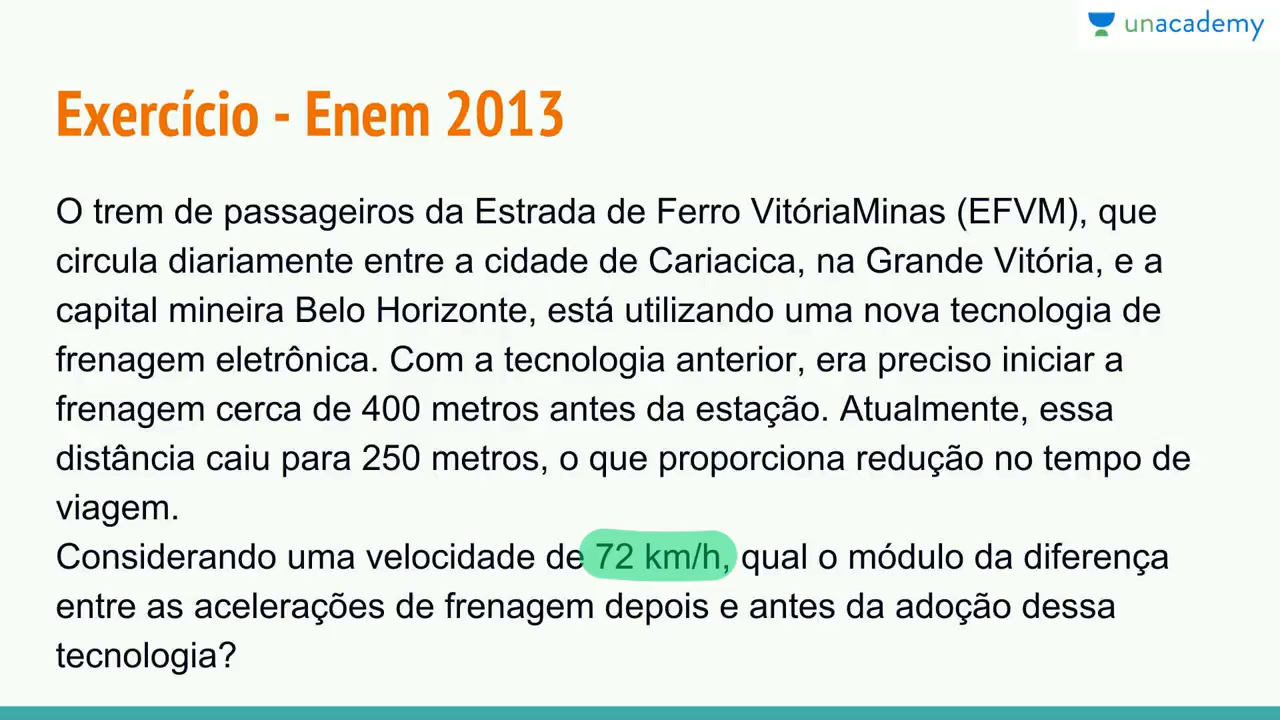 unacademy
Exercício - Enem 2013
O trem de passageiros da Estrada de Ferro VitóriaMinas (EFVM), que
circula diariamente entre a cidade de Cariacica, na Grande Vitória, e a
capital mineira Belo Horizonte, está utilizando uma nova tecnologia de
frenagem eletrônica. Com a tecnologia anterior, era preciso iniciar a
frenagem cerca de 400 metros antes da estação. Atualmente, essa
distância caiu para 250 metros, o que proporciona redução no tempo de
viagem.
Considerando uma velocidade de 72 km/h, qual o módulo da diferença
entre as acelerações de frenagem depois e antes da adoção dessa
tecnologia?